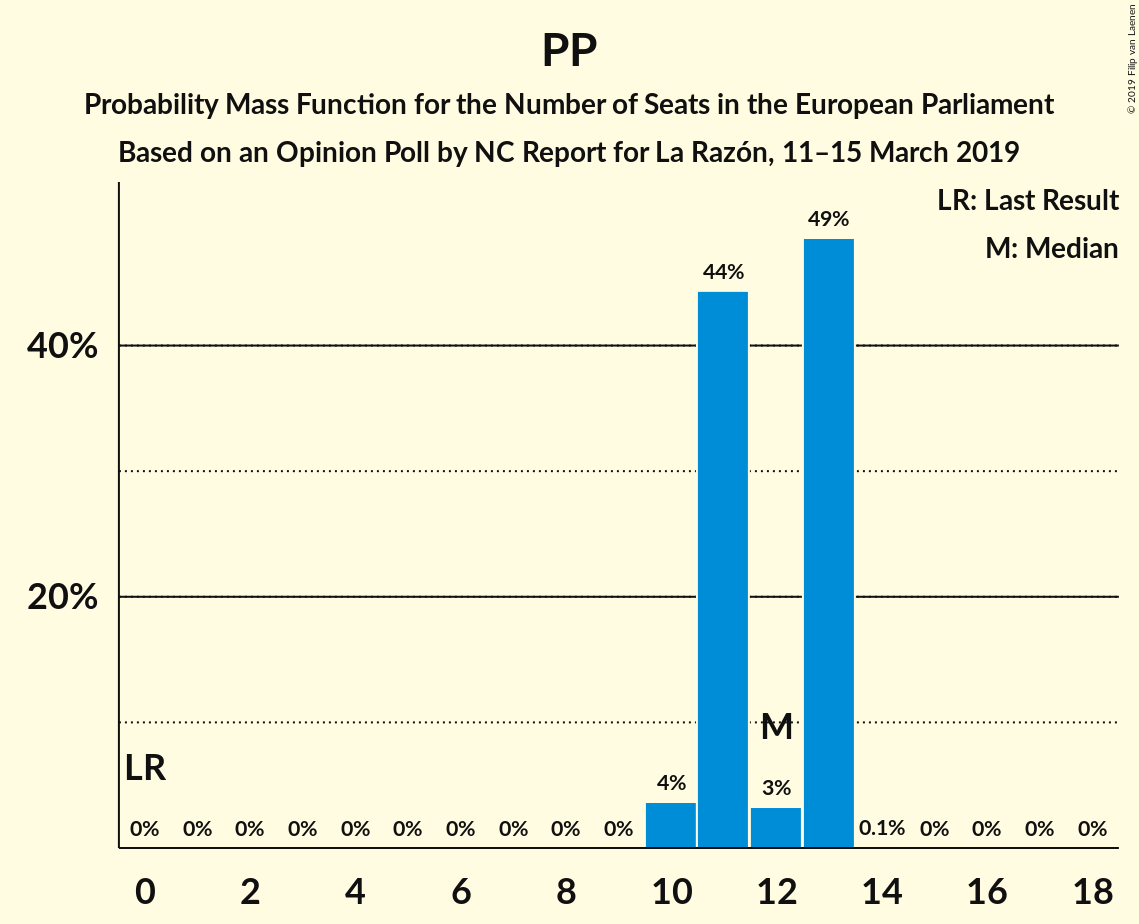 © 2019 Filip van Laenen
PP
Probability Mass Function for the Number of Seats in the European Parliament
Based on an Opinion Poll by NC Report for La Razón, 11–15 March 2019
LR: Last Result
M: Median
49%
44%
40%
20%
M
LR
4%
3%
0% 0% 0% 0% 0% 0% 0% 0% 0% 0% 0.1% 0% 0% 0% 0%
0 2 4 6 8 10 12 14 16 18